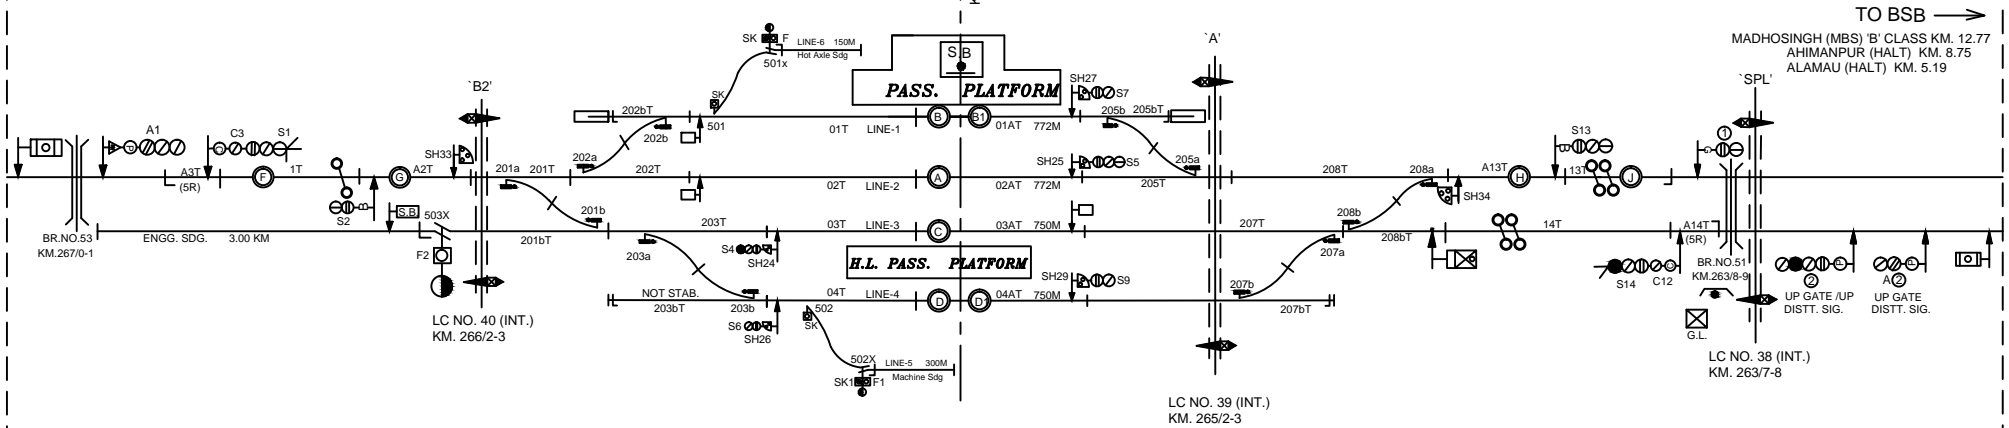 TO BSB
MADHOSINGH (MBS) 'B' CLASS KM. 12.77
AHIMANPUR (HALT) KM. 8.75
ALAMAU (HALT) KM. 5.19
SK F
LINE-6 150M
Hot Axle Sdg
501x
S.B
PASS. PLATFORM
`A'
`SPL'
`B2'
SK
SH27
S7
202bT
202b
501
01T LINE-1
B B1
01AT 772M
205b 205bT
A1
P
C3
C
S1
SH33
202a
S13
B
1
G
A3T
(5R)
F
1T
G
A2T
201a 201T
202T
02T LINE-2
A
02AT 772M
SH25
S5
205a
205T
208T
208a
A13T
H
13T
J
SH34
S2
B
S.B.
503X
201b
203T
03T LINE-3
C
03AT 750M
207T
208b
208bT
14T
A14T
(5R)
BR.NO.53
KM.267/0-1
ENGG. SDG. 3.00 KM
F2
201bT
203a
S4
SH24
H.L. PASS. PLATFORM
207a
BR.NO.51
KM.263/8-9
S14 C12
C
P
2
UP GATE /UP
DISTT. SIG.
P
A 2
UP GATE
DISTT. SIG.
NOT STAB.
203bT
203b
04T LINE-4
D D1
04AT 750M
SH29
S9
207b
207bT
S6
SH26
502
SK
G.L.
LC NO. 40 (INT.)
KM. 266/2-3
502X
LINE-5 300M
Machine Sdg
SK1 F1
LC NO. 38 (INT.)
KM. 263/7-8
LC NO. 39 (INT.)
KM. 265/2-3